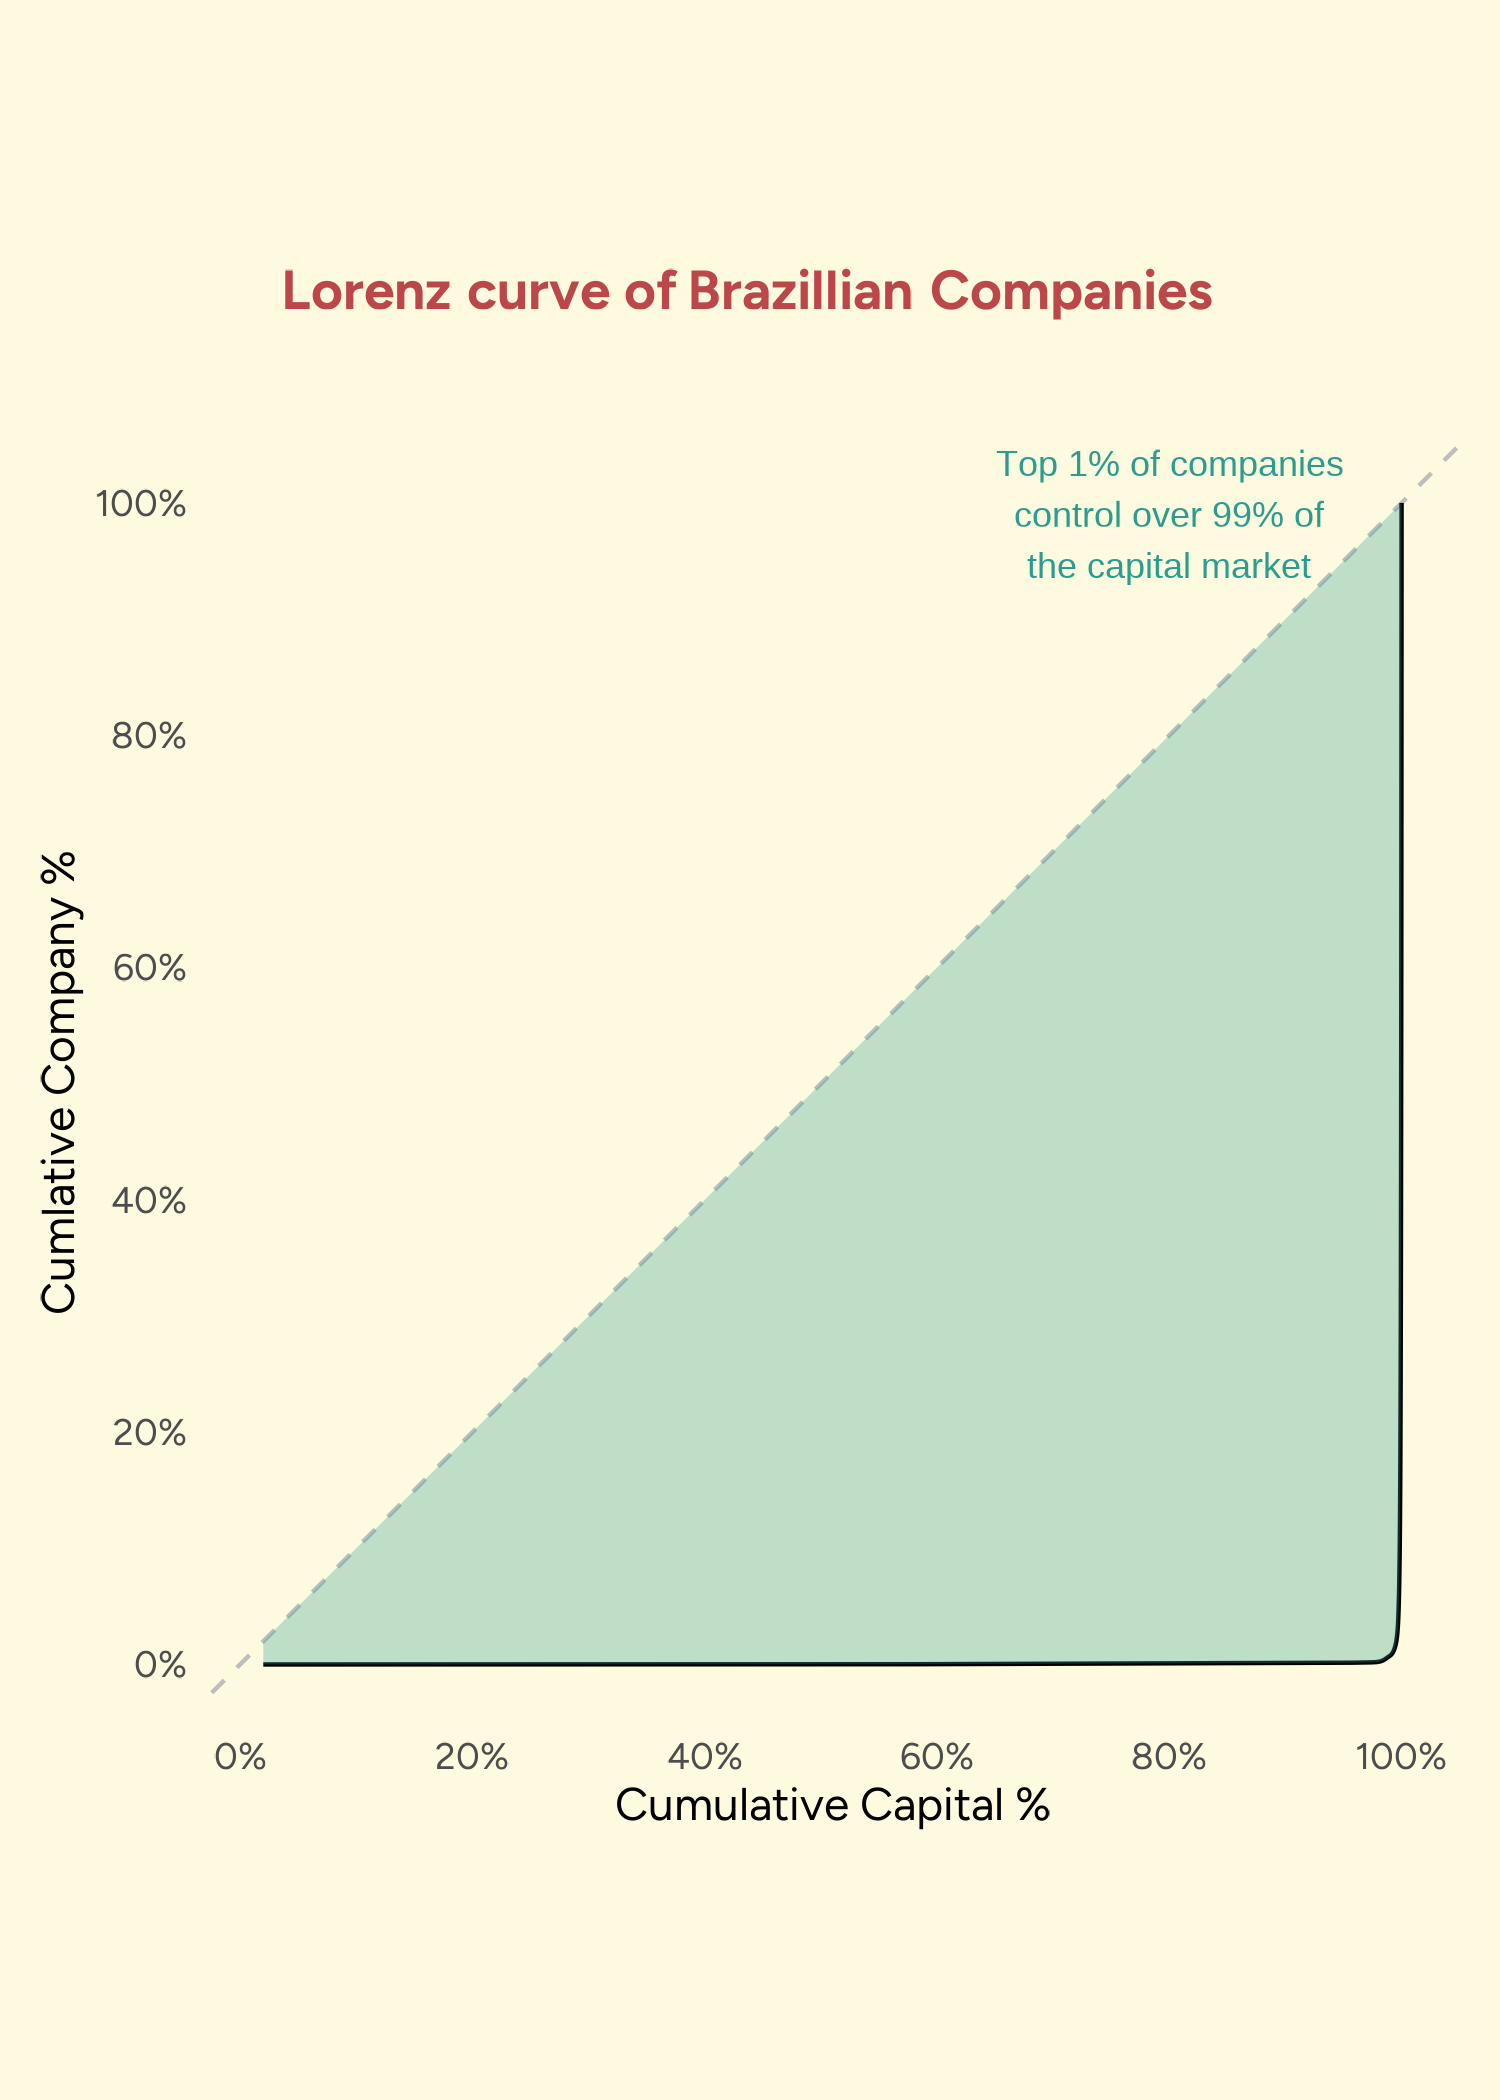 Lorenz curve of Brazillian Companies
Top 1% of companies
control over 99% of
the capital market
100%
80%
60%
40%
20%
0%
Cumlative Company %
0% 20% 40% 60% 80% 100%
Cumulative Capital %